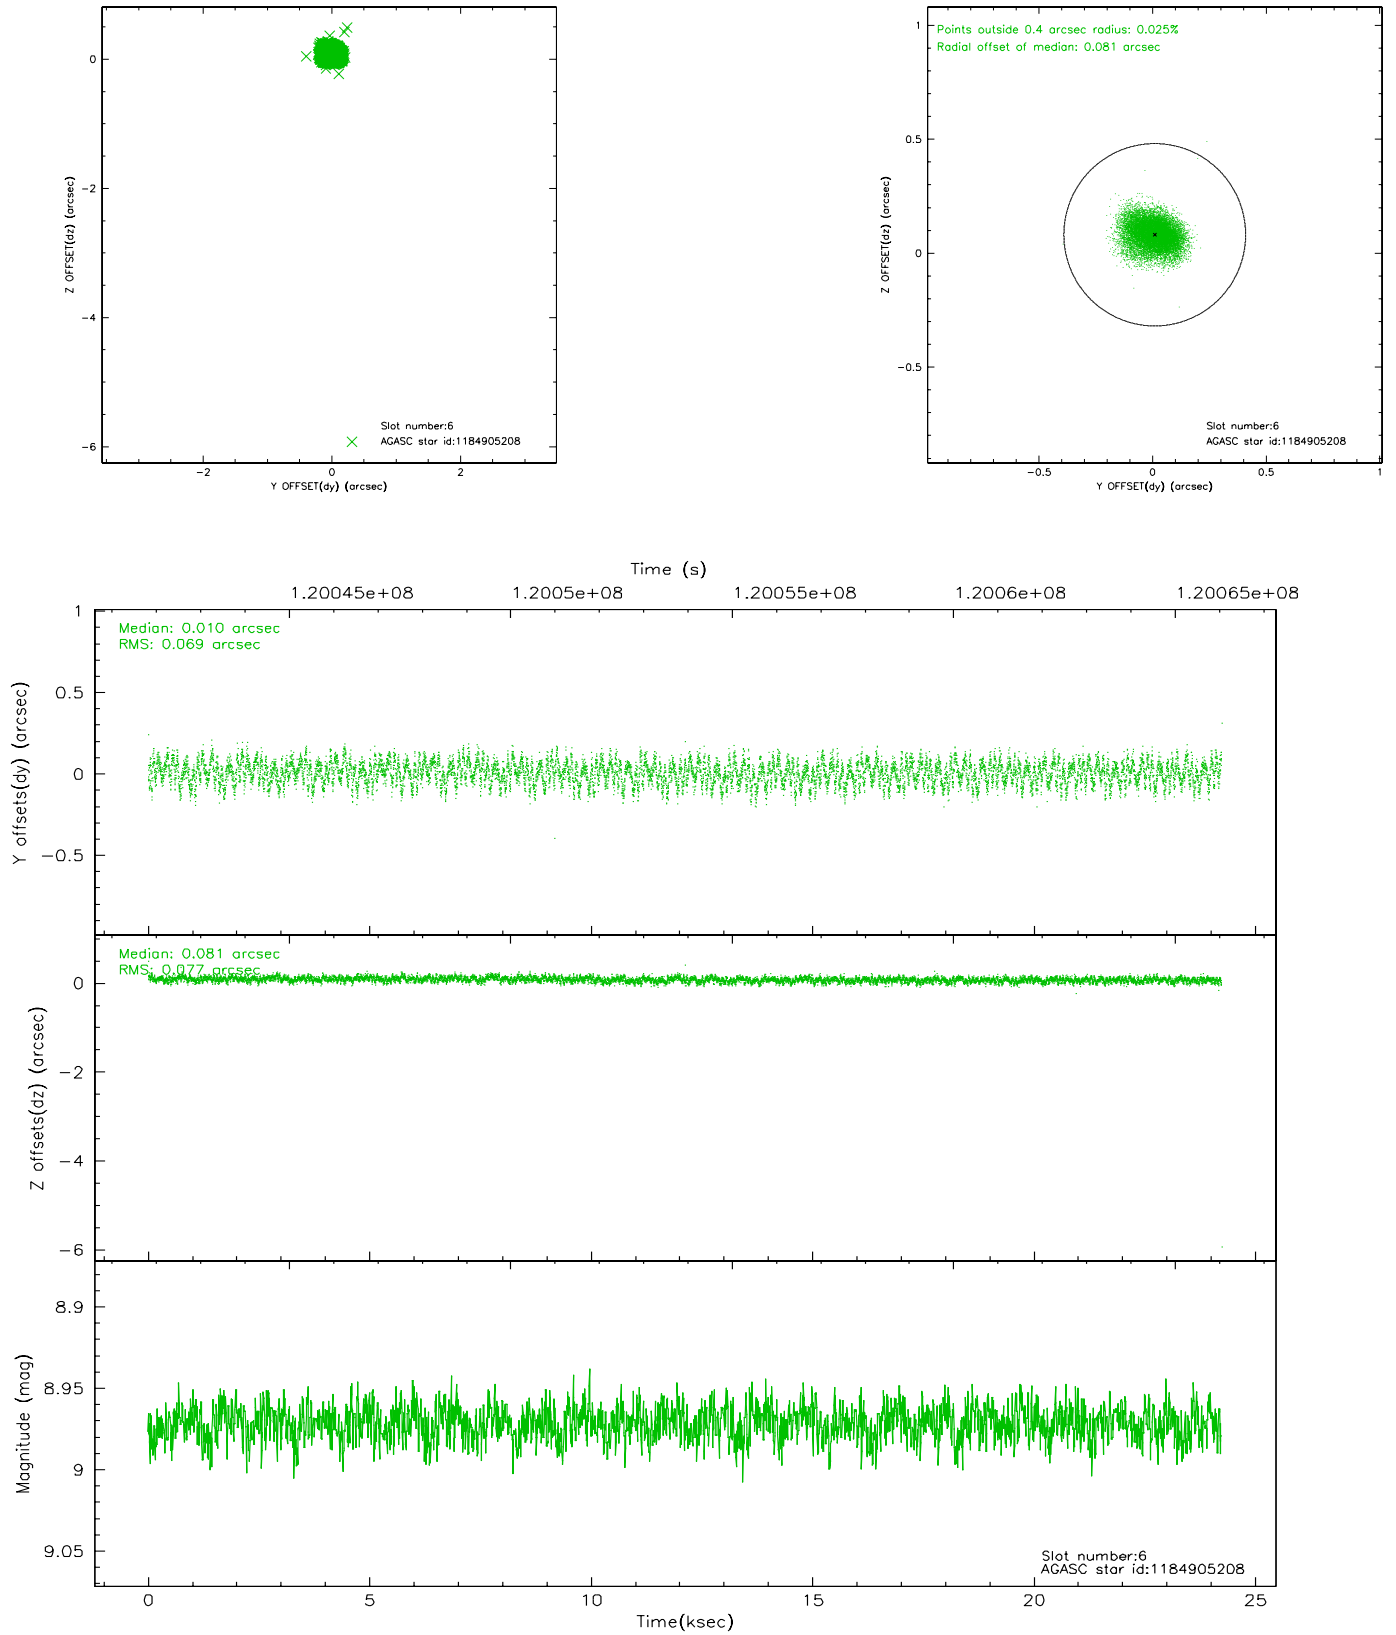 0
−2
−4
−6
Z OFFSET(dz) (arcsec)
−2 0 2
Y OFFSET(dy) (arcsec)
Slot number:6
AGASC star id:1184905208
Points outside 0.4 arcsec radius: 0.025%
Radial offset of median: 0.081 arcsec
1
0.5
0
−0.5
Z OFFSET(dz) (arcsec)
−0.5 0 0.5 1
Y OFFSET(dy) (arcsec)
Slot number:6
AGASC star id:1184905208
Time (s)
1.20045e+08 1.2005e+08 1.20055e+08 1.2006e+08 1.20065e+08
Median: 0.010 arcsec
RMS: 0.069 arcsec
1
0.5
0
−0.5
Y offsets(dy) (arcsec)
Median: 0.081 arcsec
RMS: 0.077 arcsec
0
−2
−4
−6
Z offsets(dz) (arcsec)
8.9
8.95
9
9.05
Magnitude (mag)
Slot number:6
AGASC star id:1184905208
0 5 10 15 20 25
Time(ksec)